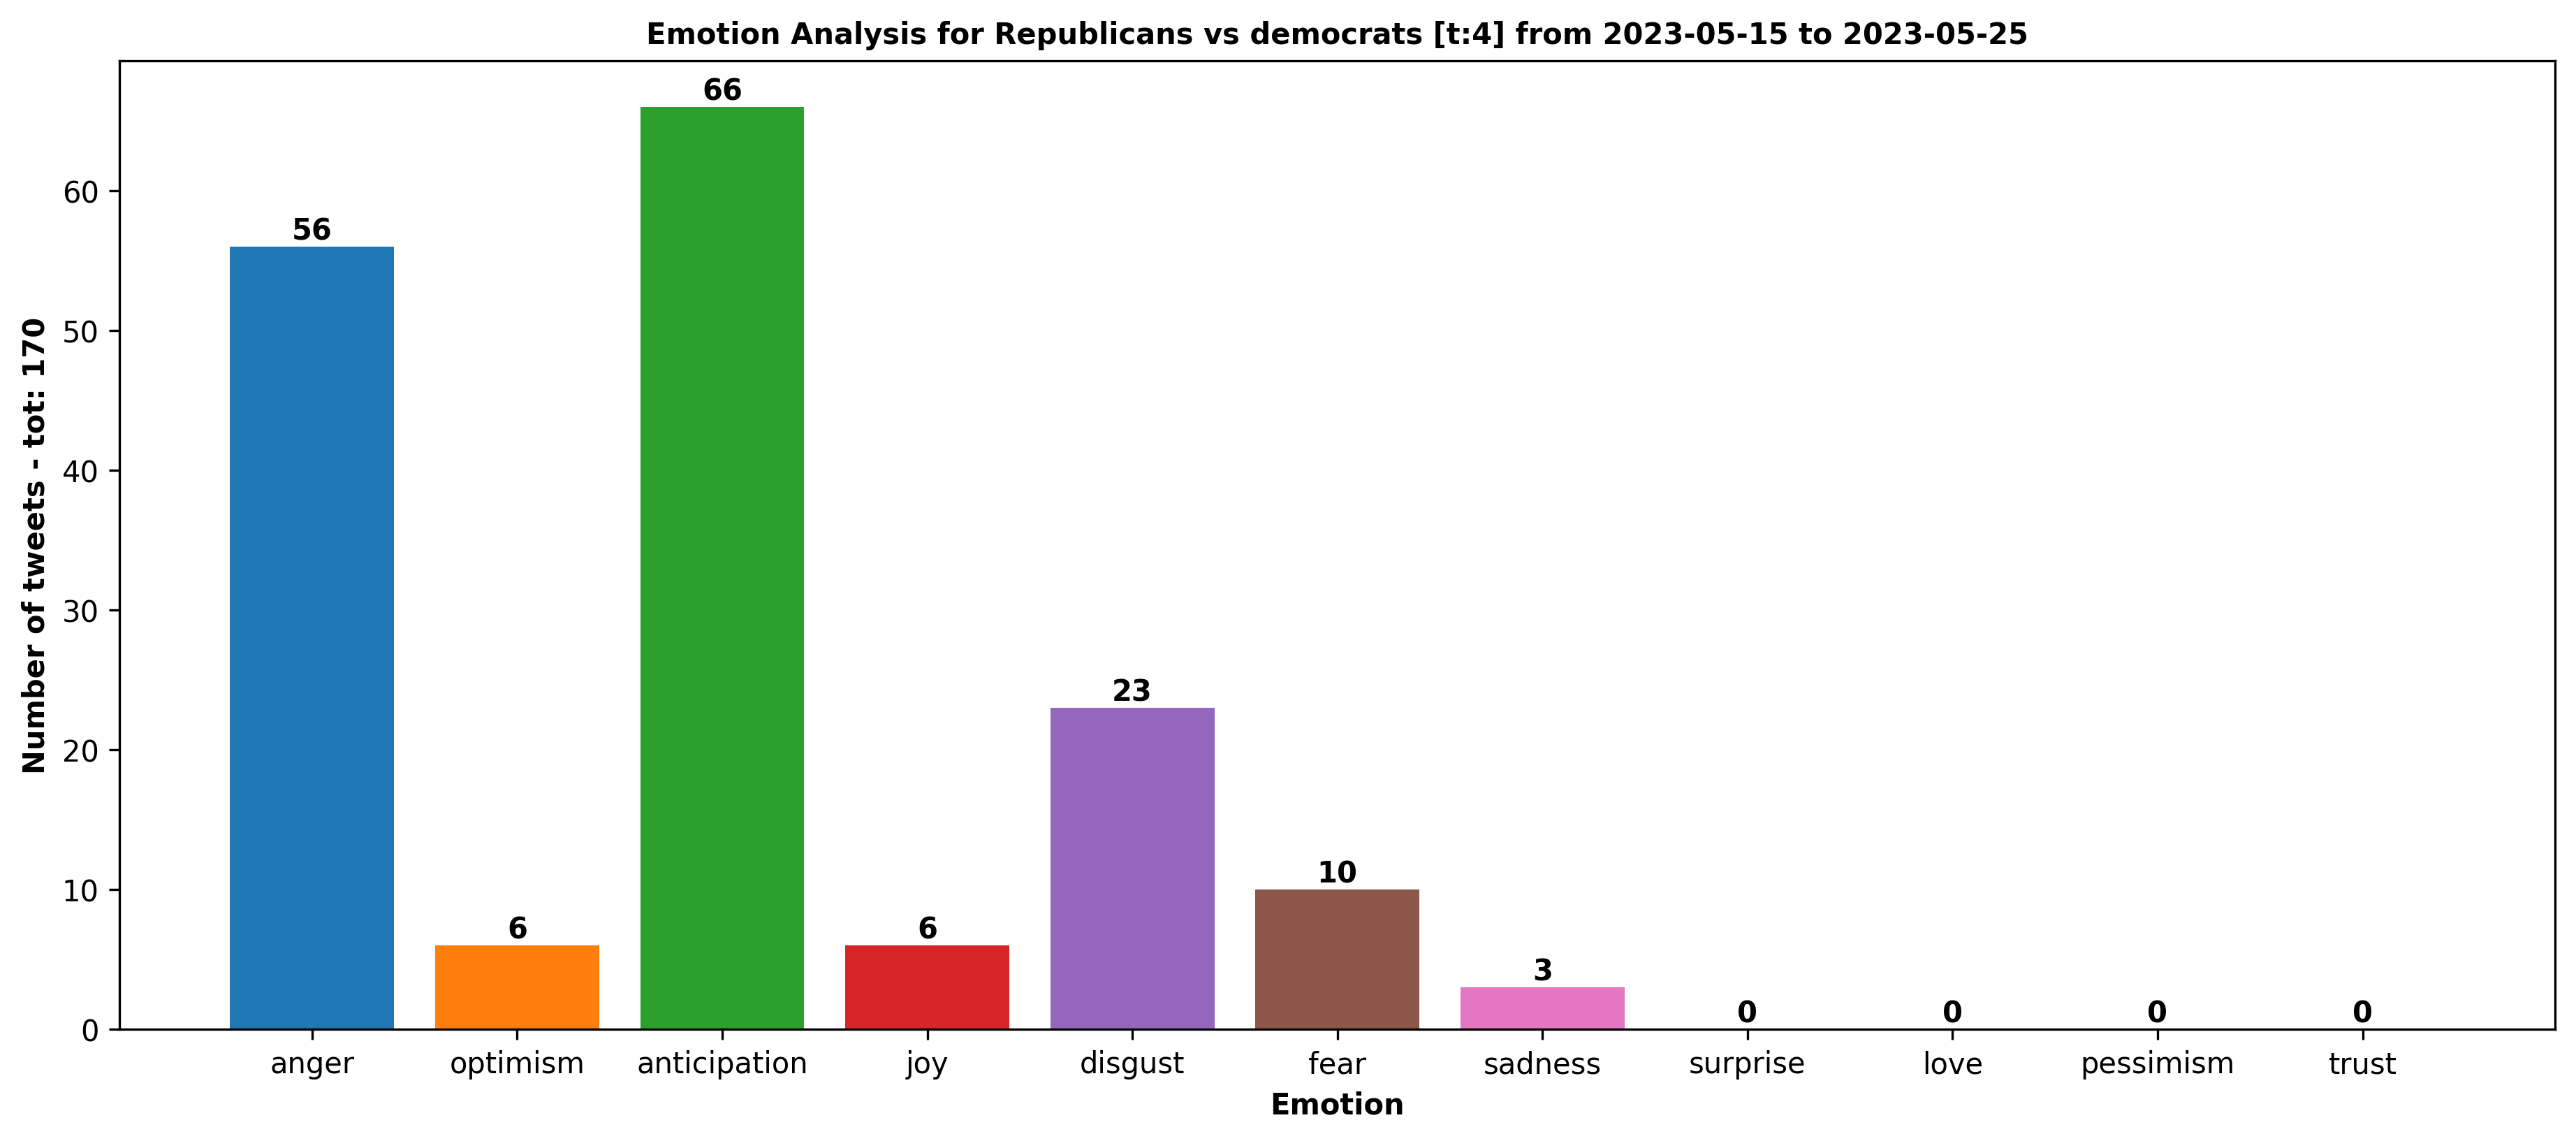 Emotion Analysis for Republicans vs democrats [t:4] from 2023-05-15 to 2023-05-25
Number of tweets - tot: 170
60
50
40
30
20
10
0
56
6
66
6
23
10
3
0
0
0
0
anger
optimism
anticipation
joy
disgust
fear
sadness
surprise
love
pessimism
trust
Emotion